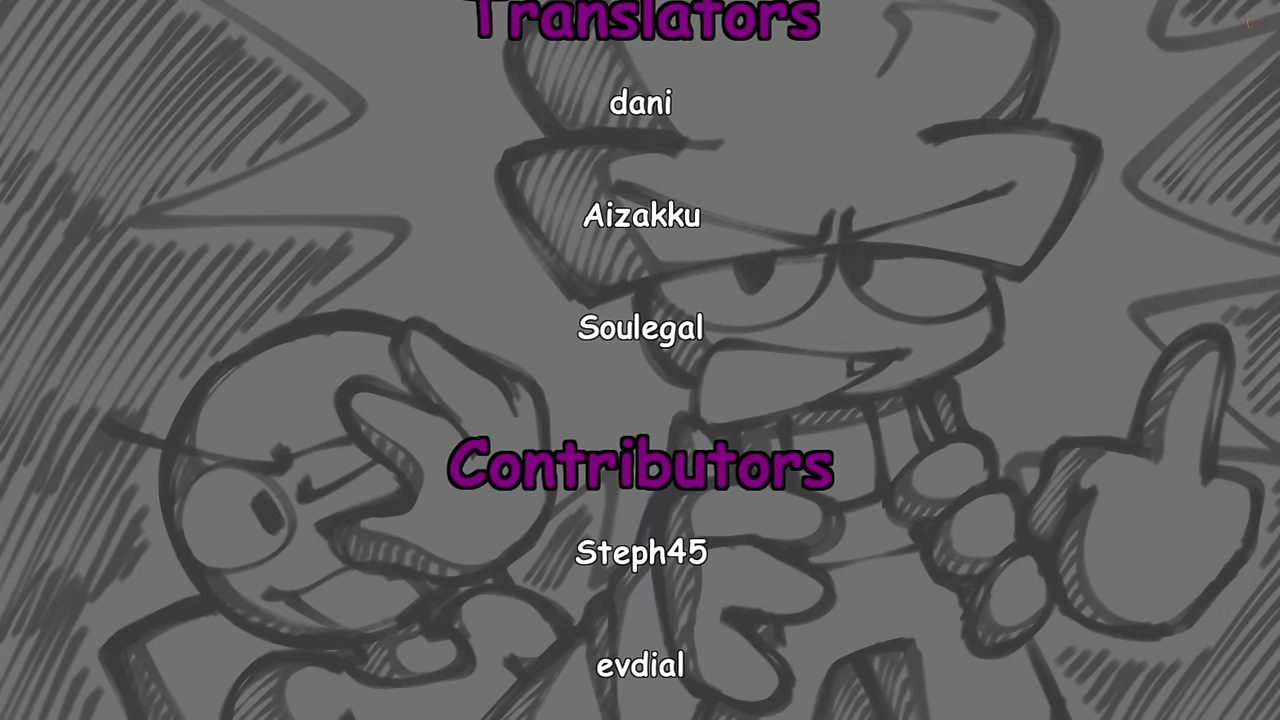 Translators
dani
Aizakku
Soulegal
Contributors
Steph45
evdial